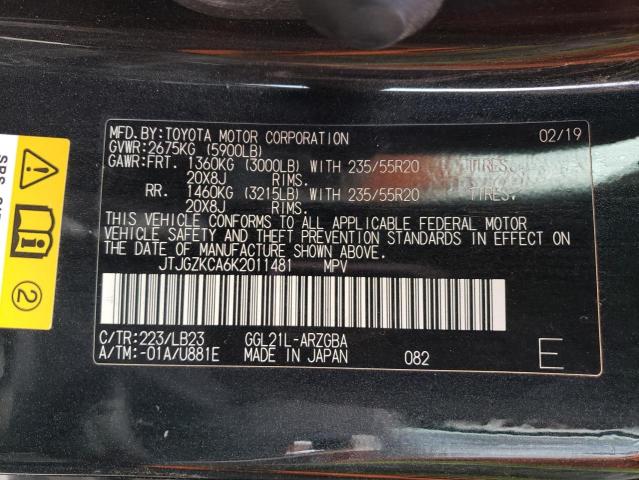 MFD.BY:TOYOTA MOTOR CORPORATION 02/19
GVWR:2675KG (5900LB)
GAWR:FRT. 1360KG (3000LB) WITH 235/55R20 TIRES,
20X8J RIMS.
RR. 1460KG (3215LB) WITH 235/55R20 TIRES,
20X8J RIMS.
THIS VEHICLE CONFORMS TO ALL APPLICABLE FEDERAL MOTOR
VEHICLE SAFETY AND THEFT PREVENTION STANDARDS IN EFFECT
ON THE DATE OF MANUFACTURE SHOWN ABOVE.
JTJGZKCA6K2011481 MPV
C/TR:223/LB23 GGL21L-ARZGBA
A/TM:-01A/U881E MADE IN JAPAN 082 E
2